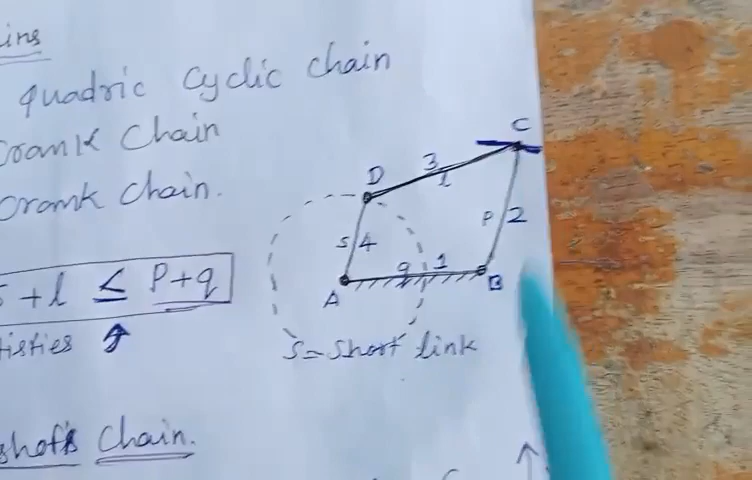 quadric cyclic chain
Chain
chain.
+l ≤ P+q
Chain.
C
D
3
l
P 2
S 4
q 1
A
B
S = Short link